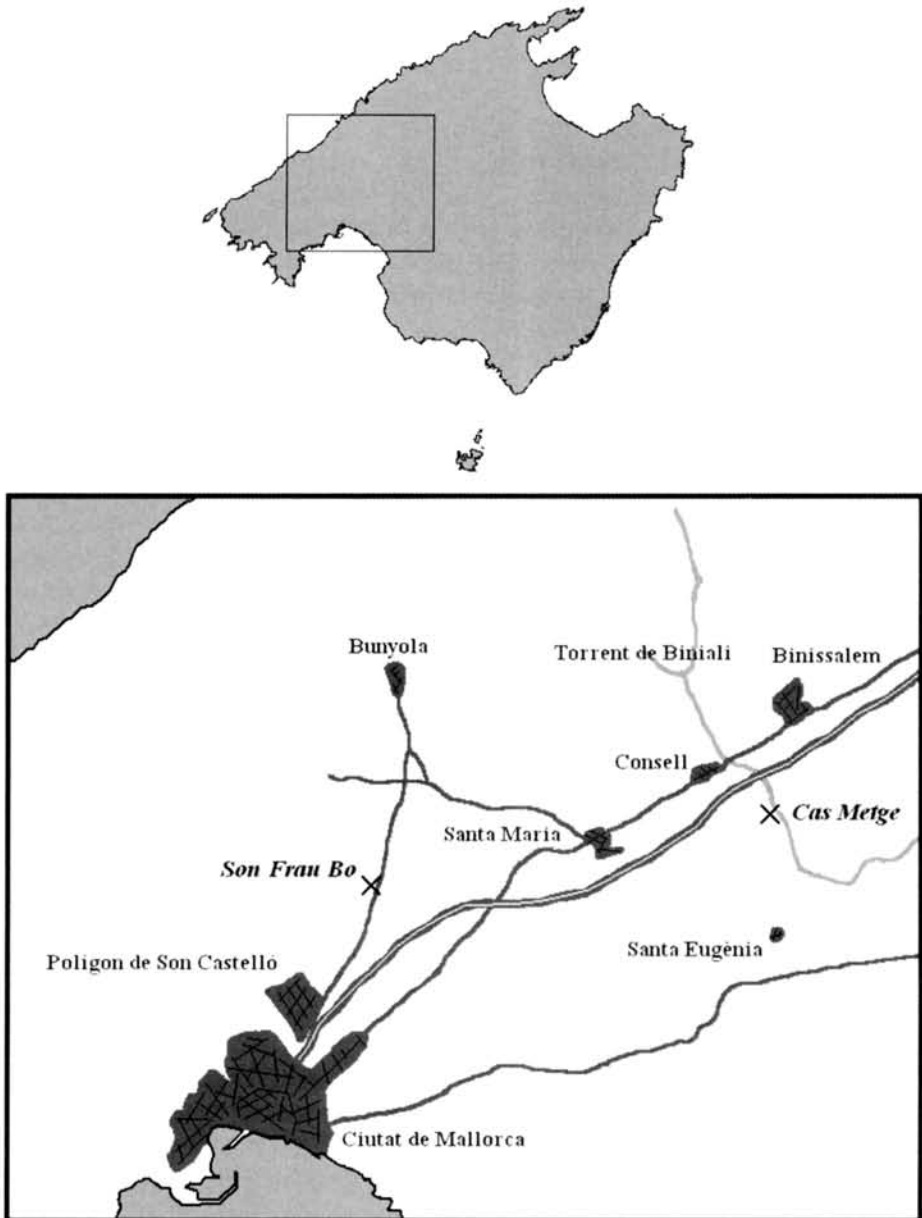 Bunyola
Torrent de Biniali
Binissalem
Consell
Cas Metge
Santa Maria
Son Frau Bo
Santa Eugènia
Poligon de Son Castelló
Ciutat de Mallorca